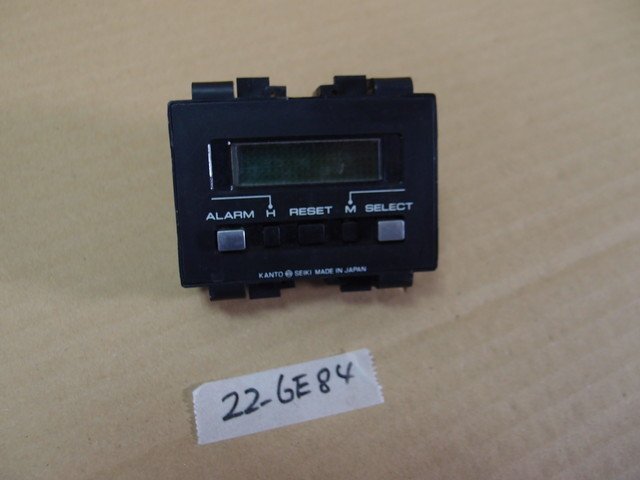 ALARM H RESET M SELECT
KANTO SEIKI MADE IN JAPAN
22-GE84